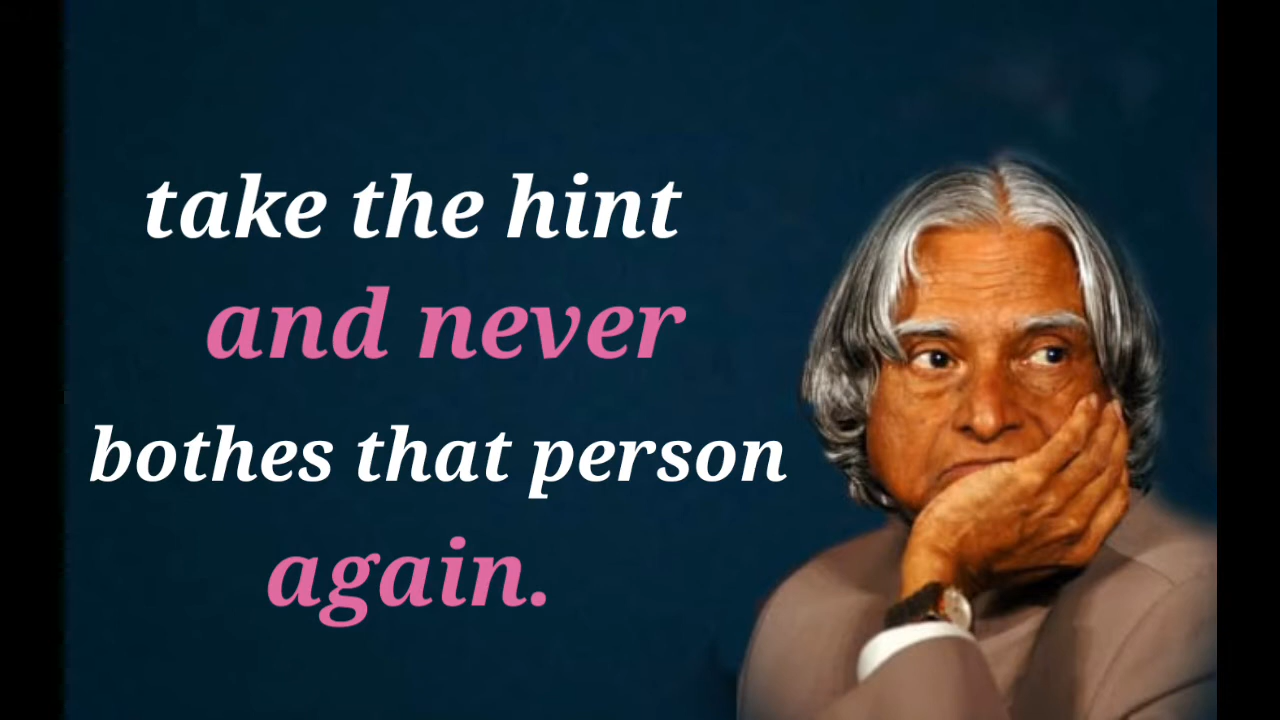 take the hint
and never
bothes that person
again.